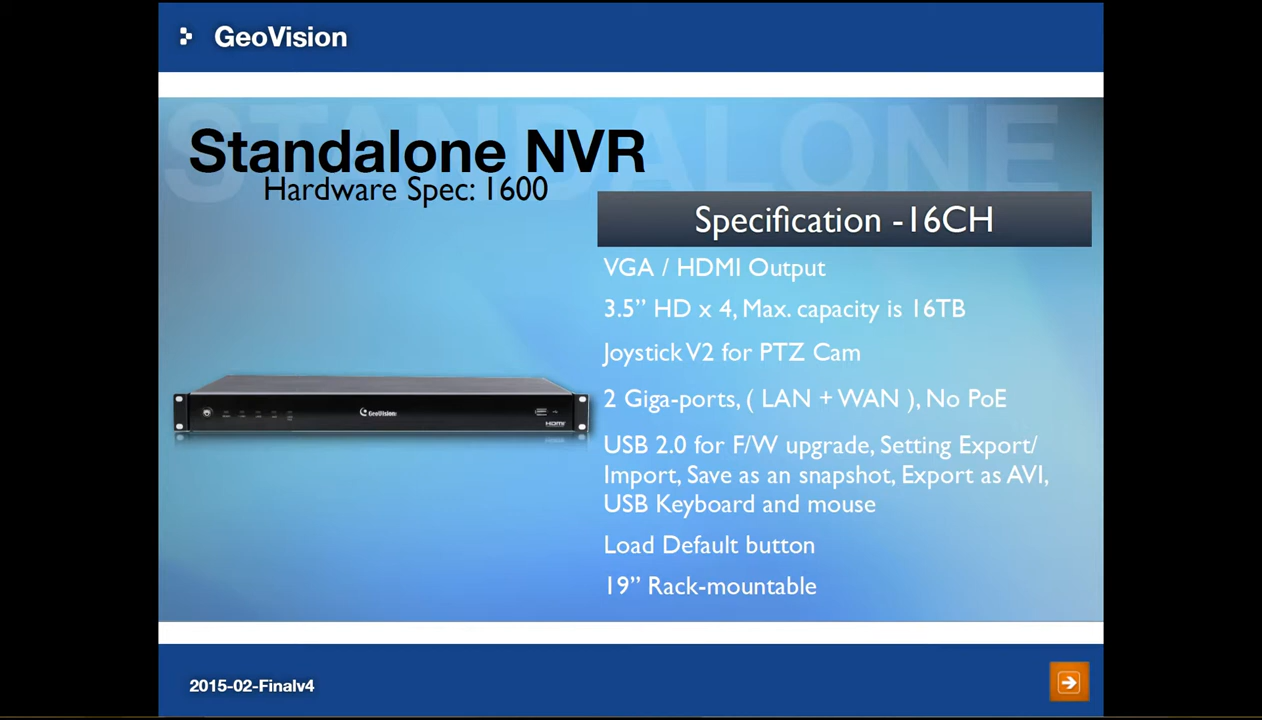 GeoVision
STANDALONE
Standalone NVR
Hardware Spec: 1600
Specification -16CH
VGA / HDMI Output
3.5” HD x 4, Max. capacity is 16TB
Joystick V2 for PTZ Cam
2 Giga-ports, ( LAN + WAN ), No PoE
USB 2.0 for F/W upgrade, Setting Export/
Import, Save as an snapshot, Export as AVI,
USB Keyboard and mouse
Load Default button
19” Rack-mountable
GeoVision
HDMI
2015-02-Finalv4